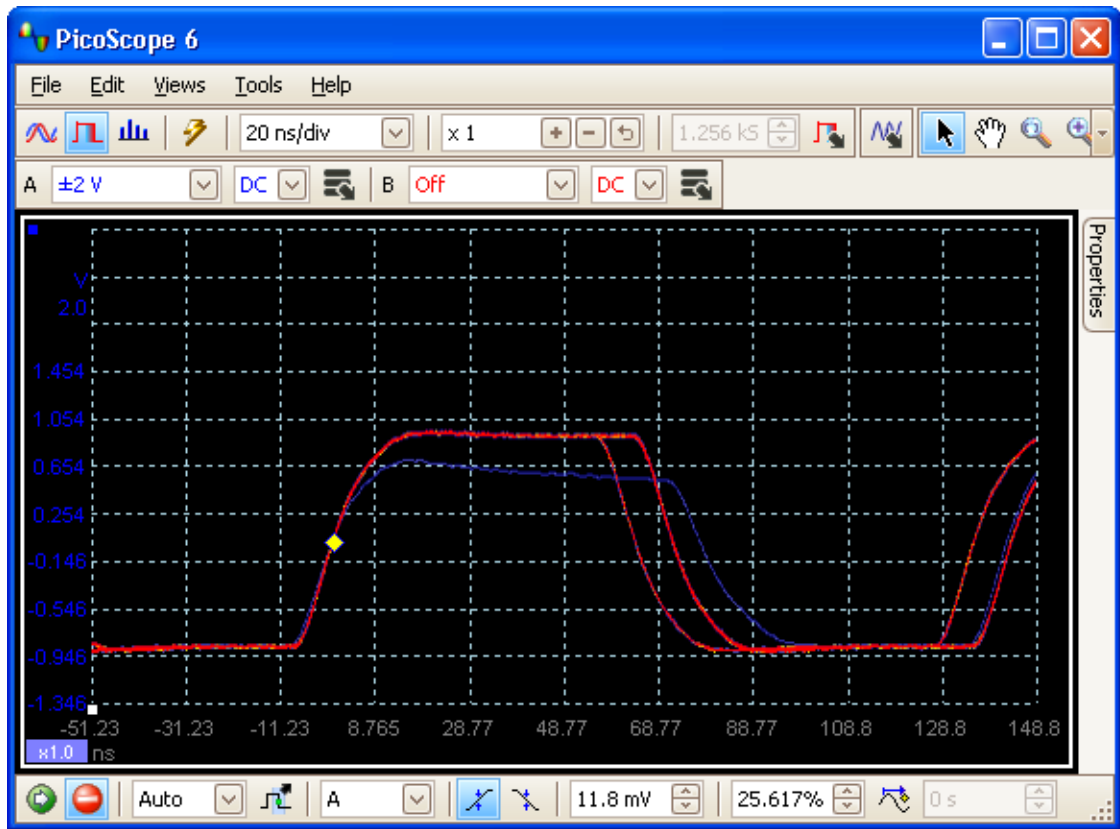 PicoScope 6
File Edit Views Tools Help
20 ns/div x 1 1.256 kS
A ±2 V DC B Off DC
Properties
V
2.0
1.454
1.054
0.654
0.254
-0.146
-0.546
-0.946
-1.346
-51.23 -31.23 -11.23 8.765 28.77 48.77 68.77 88.77 108.8 128.8 148.8
x1.0 ns
Auto A 11.8 mV 25.617% 0 s